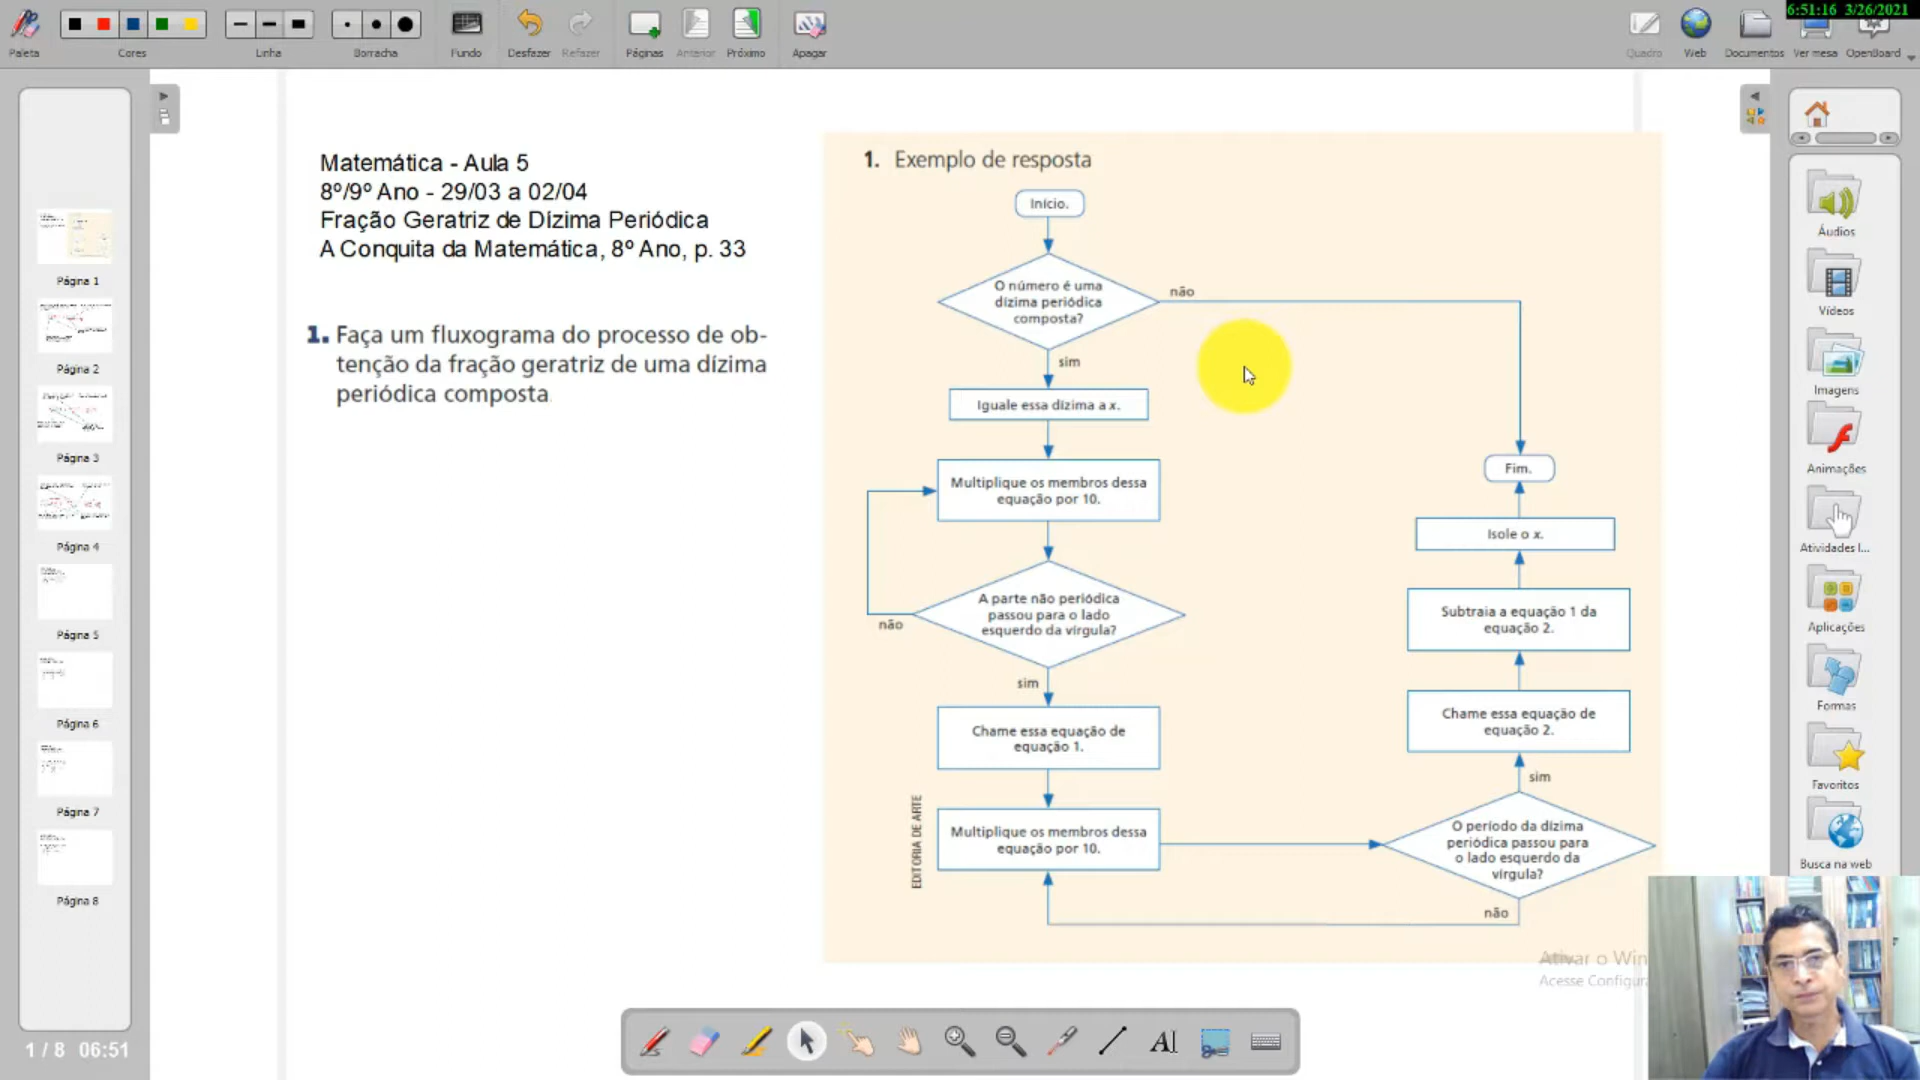 6:51:16 3/26/2021
Paleta
Cores
Linha
Borracha
Fundo
Desfazer
Refazer
Páginas
Anterior
Próximo
Apagar
Quadro
Web
Documentos
Ver mesa
OpenBoard
Página 1
Página 2
Página 3
Página 4
Página 5
Página 6
Página 7
Página 8
1 / 8 06:51
Matemática - Aula 5
8º/9º Ano - 29/03 a 02/04
Fração Geratriz de Dízima Periódica
A Conquita da Matemática, 8º Ano, p. 33
1. Faça um fluxograma do processo de ob-
tenção da fração geratriz de uma dízima
periódica composta
1. Exemplo de resposta
Início.
O número é uma
dízima periódica
composta?
não
sim
Iguale essa dízima a x.
Multiplique os membros dessa
equação por 10.
A parte não periódica
passou para o lado
esquerdo da vírgula?
não
sim
Chame essa equação de
equação 1.
Multiplique os membros dessa
equação por 10.
O período da dízima
periódica passou para
o lado esquerdo da
vírgula?
não
sim
Chame essa equação de
equação 2.
Subtraia a equação 1 da
equação 2.
Isole o x.
Fim.
EDITORIA DE ARTE
Ativar o Win
Acesse Configur
Áudios
Vídeos
Imagens
Animações
Atividades I...
Aplicações
Formas
Favoritos
Busca na web
AI